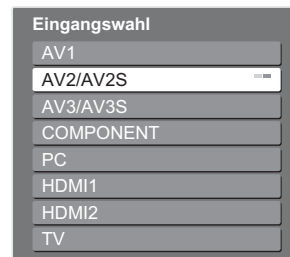 Eingangswahl
AV1
AV2/AV2S
AV3/AV3S
COMPONENT
PC
HDMI1
HDMI2
TV